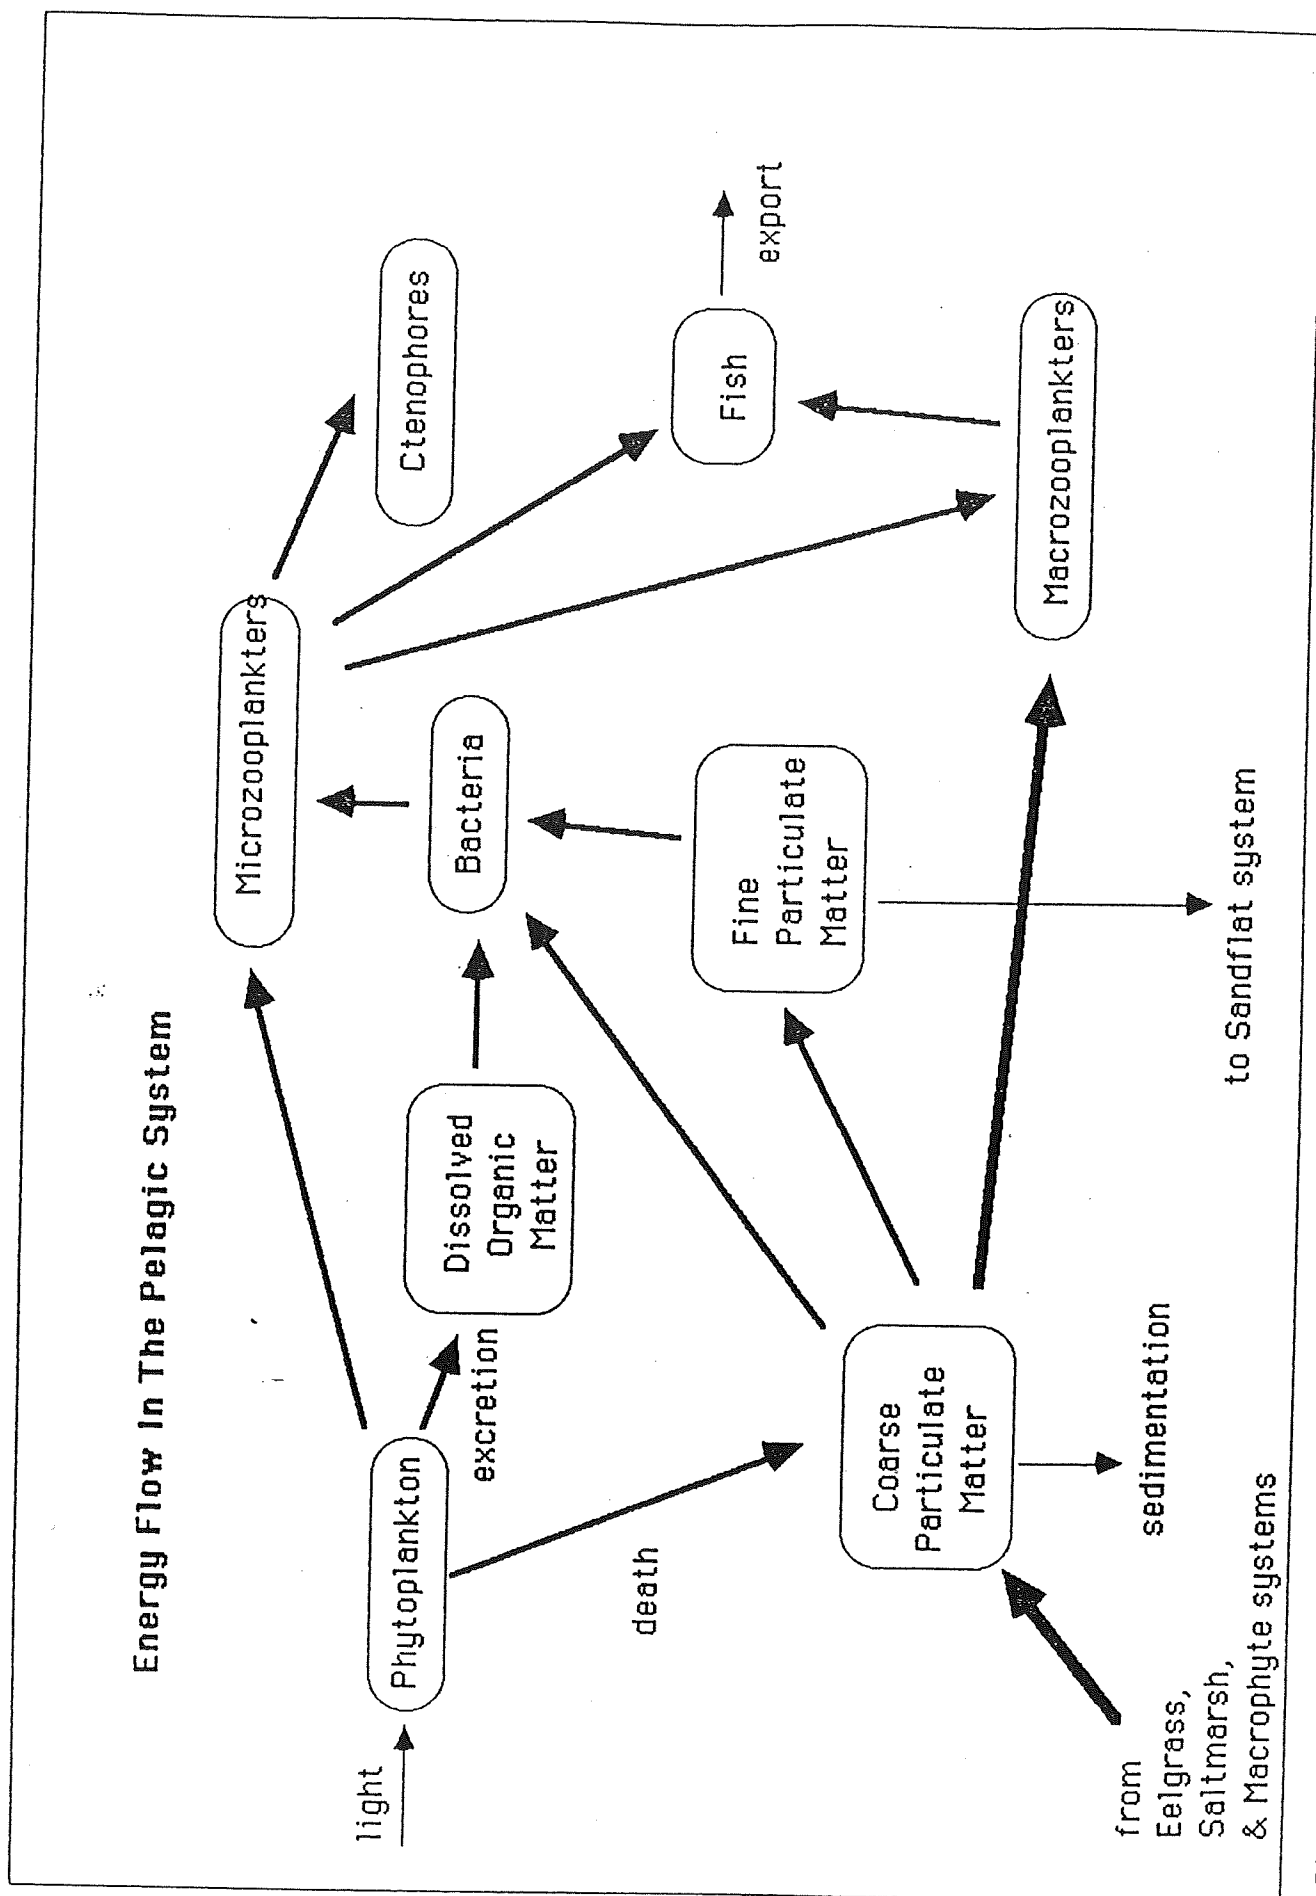 Energy Flow In The Pelagic System
light
Phytoplankton
excretion
death
Dissolved
Organic
Matter
Microzooplankters
Bacteria
Ctenophores
Fish
export
Fine
Particulate
Matter
Coarse
Particulate
Matter
Macrozooplankters
sedimentation
to Sandflat system
from
Eelgrass,
Saltmarsh,
& Macrophyte systems